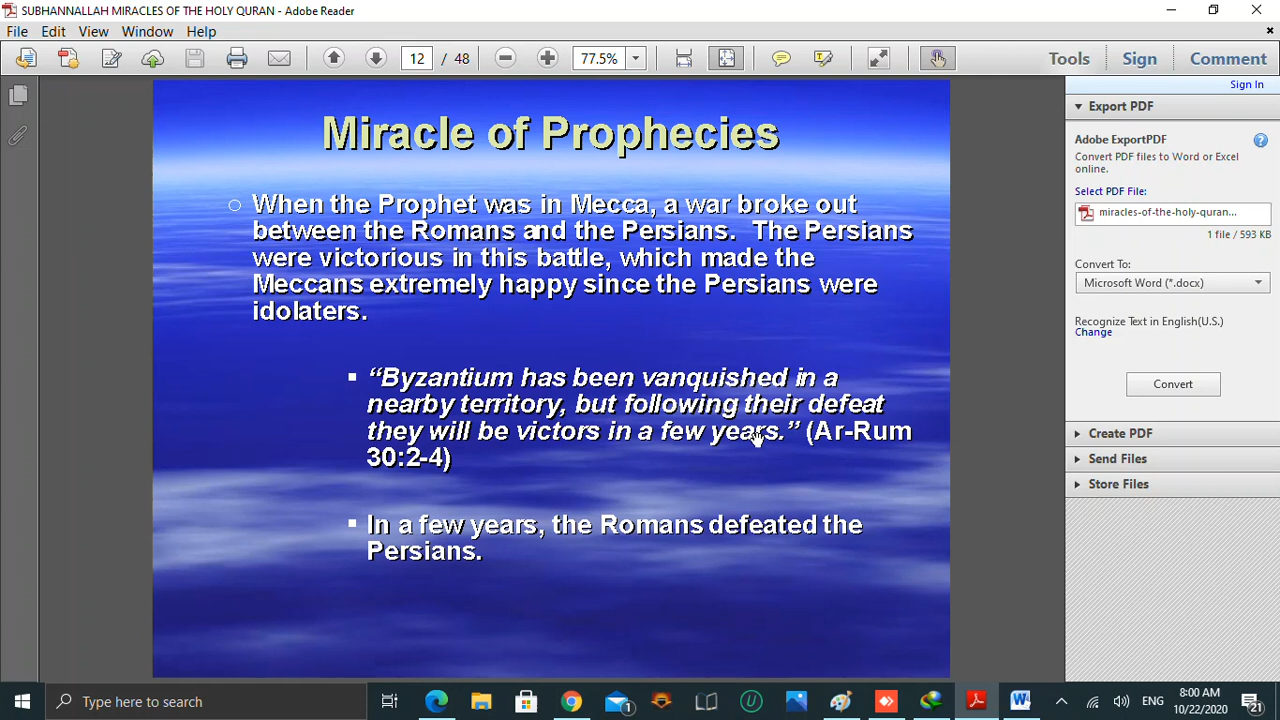 SUBHANNALLAH MIRACLES OF THE HOLY QURAN - Adobe Reader
File Edit View Window Help
12 / 48 77.5% Tools Sign Comment
Sign In
Miracle of Prophecies
When the Prophet was in Mecca, a war broke out
between the Romans and the Persians. The Persians
were victorious in this battle, which made the
Meccans extremely happy since the Persians were
idolaters.
“Byzantium has been vanquished in a
nearby territory, but following their defeat
they will be victors in a few years.” (Ar-Rum
30:2-4)
In a few years, the Romans defeated the
Persians.
Export PDF
Adobe ExportPDF
Convert PDF files to Word or Excel
online.
Select PDF File:
miracles-of-the-holy-quran...
1 file / 593 KB
Convert To:
Microsoft Word (*.docx)
Recognize Text in English(U.S.)
Change
Convert
Create PDF
Send Files
Store Files
Type here to search
1
ENG
8:00 AM
10/22/2020
21